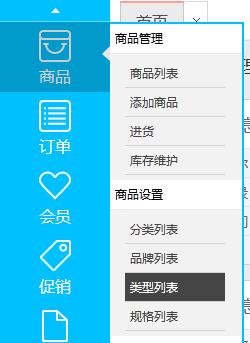 首页
商品
订单
会员
促销
商品管理
商品列表
添加商品
进货
库存维护
商品设置
分类列表
品牌列表
类型列表
规格列表